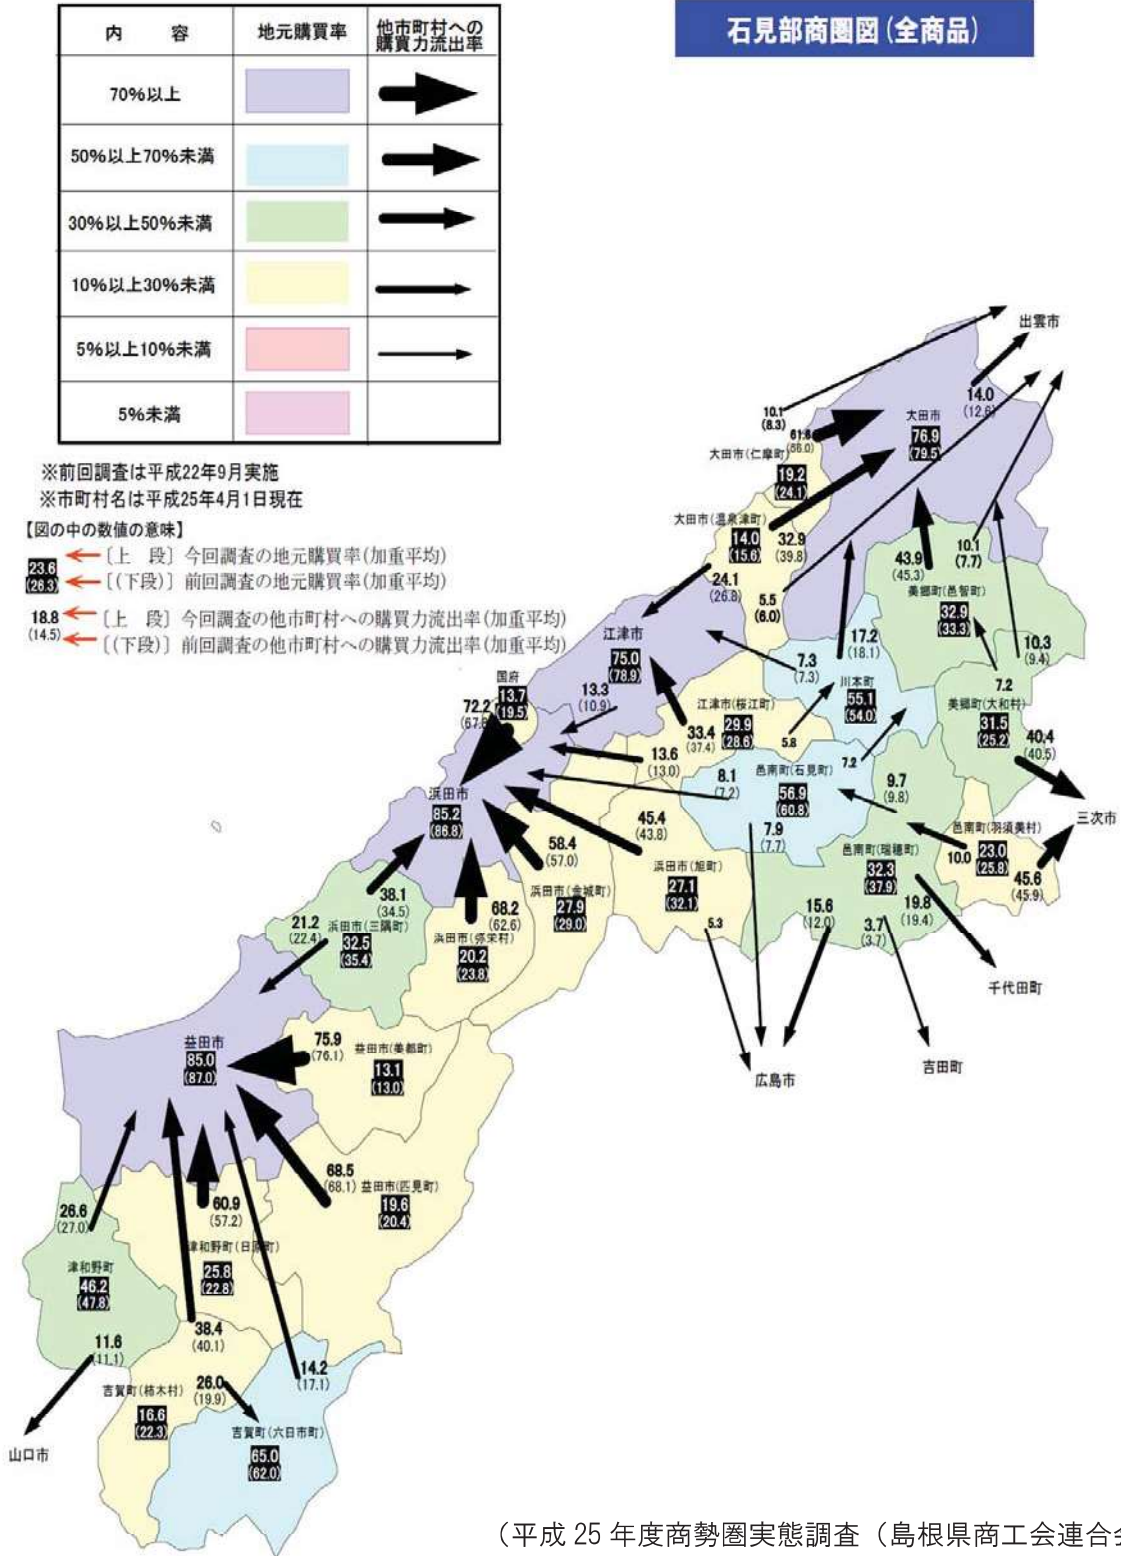 石見部商圏図(全商品)
内　容 地元購買率 他市町村への
購買力流出率
70%以上
50%以上70%未満
30%以上50%未満
10%以上30%未満
5%以上10%未満
5%未満
※前回調査は平成22年9月実施
※市町村名は平成25年4月1日現在
【図の中の数値の意味】
23.6
(26.3)
〔上　段〕今回調査の地元購買率(加重平均)
〔(下段)〕前回調査の地元購買率(加重平均)
18.8
(14.5)
〔上　段〕今回調査の他市町村への購買力流出率(加重平均)
〔(下段)〕前回調査の他市町村への購買力流出率(加重平均)
出雲市
14.0
(12.6)
大田市
76.9
(79.5)
10.1
(8.3)
61.6
大田市(仁摩町)
19.2
(24.1)
大田市(温泉津町)
14.0
(15.6)
32.9
(39.8)
24.1
(26.8)
5.5
(6.0)
43.9
(45.3)
10.1
(7.7)
美郷町(邑智町)
32.9
(33.3)
10.3
(9.4)
7.2
美郷町(大和村)
31.5
(25.2)
40.4
(40.5)
三次市
17.2
(18.1)
川本町
55.1
(54.0)
7.3
(7.3)
江津市
75.0
(78.9)
13.3
(10.9)
江津市(桜江町)
29.9
(28.6)
33.4
(37.4)
5.8
13.6
(13.0)
国府
13.7
(19.5)
72.2
浜田市
85.2
(86.8)
8.1
(7.2)
邑南町(石見町)
56.9
(60.8)
7.2
7.9
(7.7)
9.7
(9.8)
邑南町(羽須美村)
23.0
(25.8)
10.0
45.6
(45.9)
邑南町(瑞穂町)
32.3
(37.9)
19.8
(19.4)
15.6
(12.0)
3.7
(3.7)
千代田町
吉田町
広島市
45.4
(43.8)
浜田市(旭町)
27.1
(32.1)
5.3
58.4
(57.0)
浜田市(金城町)
27.9
(29.0)
68.2
(62.6)
浜田市(弥栄村)
20.2
(23.8)
38.1
(34.5)
21.2
(22.4)
浜田市(三隅町)
32.5
(35.4)
益田市
85.0
(87.0)
75.9
(76.1)
益田市(美都町)
13.1
(13.0)
68.5
(68.1)
益田市(匹見町)
19.6
(20.4)
60.9
(57.2)
津和野町(日原町)
25.8
(22.8)
26.6
(27.0)
津和野町
46.2
(47.8)
11.6
(11.1)
山口市
38.4
(40.1)
吉賀町(柿木村)
16.6
(22.3)
26.0
(19.9)
14.2
(17.1)
吉賀町(六日市町)
65.0
(62.0)
（平成 25 年度商勢圏実態調査（島根県商工会連合会